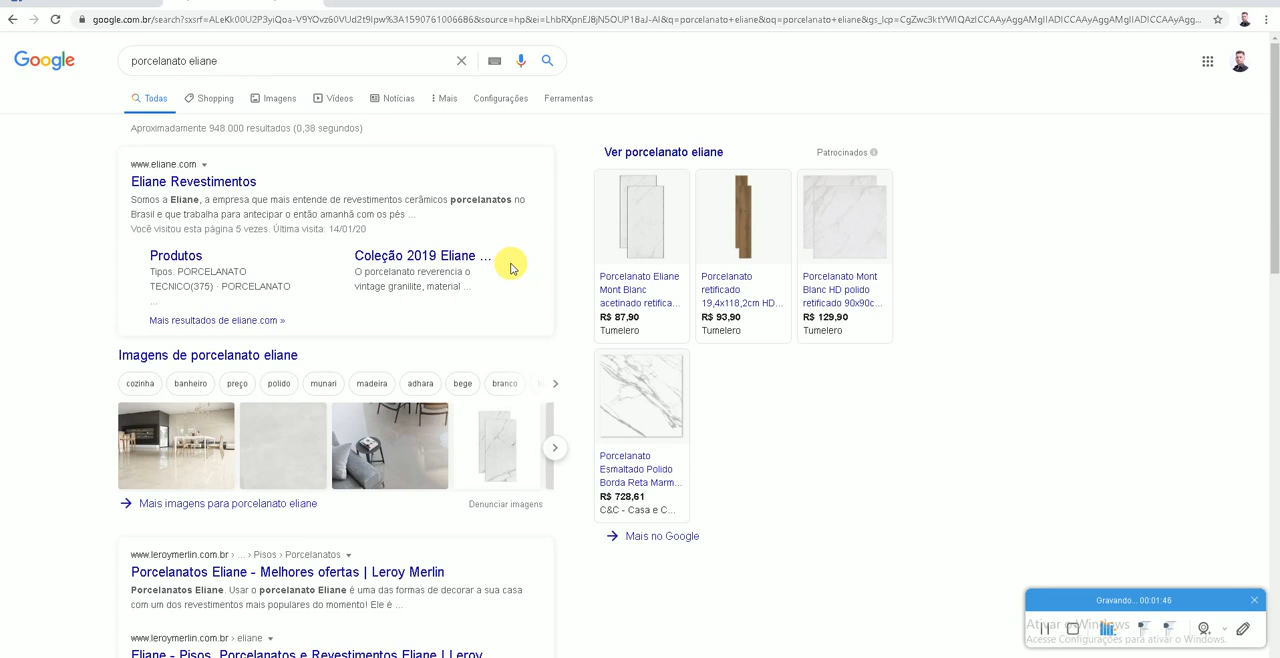 google.com.br/search?sxsrf=ALeKk00U2P3yiQoa-V9YOvz60VUd2t9lpw%3A1590761006686&source=hp&ei=LhbRXpnEJ8jN5OUP18aJ-AI&q=porcelanato+eliane&oq=porcelanato+eliane&gs_lcp=CgZwc3ktYWIQAzICCAAyAggAMgIIADICCAAyAggAMgIIADICCAAyAggAMgIIADICCAAyAgg...
Google
porcelanato eliane
Todas Shopping Imagens Vídeos Notícias Mais Configurações Ferramentas
Aproximadamente 948.000 resultados (0,38 segundos)
www.eliane.com
Eliane Revestimentos
Somos a Eliane, a empresa que mais entende de revestimentos cerâmicos porcelanatos no
Brasil e que trabalha para antecipar o então amanhã com os pés ...
Você visitou esta página 5 vezes. Última visita: 14/01/20
Produtos
Tipos. PORCELANATO
TECNICO(375) · PORCELANATO
...
Coleção 2019 Eliane ...
O porcelanato reverencia o
vintage granilite, material ...
Mais resultados de eliane.com »
Imagens de porcelanato eliane
cozinha banheiro preço polido munari madeira adhara bege branco
Mais imagens para porcelanato eliane
Denunciar imagens
www.leroymerlin.com.br › ... › Pisos › Porcelanatos
Porcelanatos Eliane - Melhores ofertas | Leroy Merlin
Porcelanatos Eliane. Usar o porcelanato Eliane é uma das formas de decorar a sua casa
com um dos revestimentos mais populares do momento! Ele é ...
www.leroymerlin.com.br › eliane
Eliane - Pisos, Porcelanatos e Revestimentos Eliane | Leroy
Ver porcelanato eliane
Patrocinados
Porcelanato Eliane
Mont Blanc
acetinado retifica...
R$ 87,90
Tumelero
Porcelanato
retificado
19,4x118,2cm HD...
R$ 93,90
Tumelero
Porcelanato Mont
Blanc HD polido
retificado 90x90c...
R$ 129,90
Tumelero
Porcelanato
Esmaltado Polido
Borda Reta Marm...
R$ 728,61
C&C - Casa e C...
Mais no Google
Gravando... 00:01:46
Ativar o Windows
Acesse Configurações para ativar o Windows.